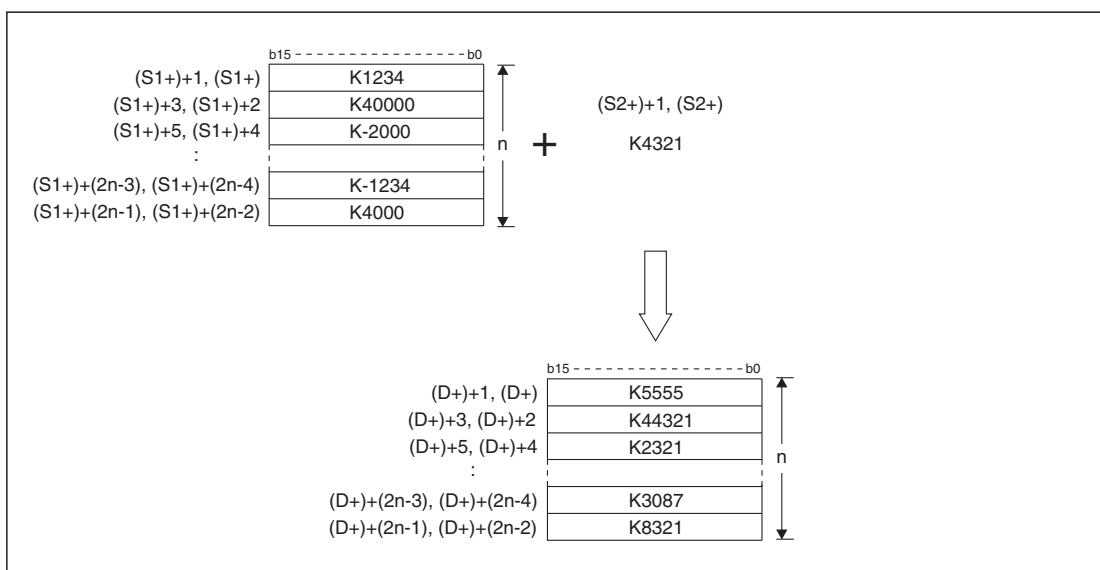 b15 b0
(S1+)+1, (S1+) K1234
(S1+)+3, (S1+)+2 K40000
(S1+)+5, (S1+)+4 K-2000
:
(S1+)+(2n-3), (S1+)+(2n-4) K-1234
(S1+)+(2n-1), (S1+)+(2n-2) K4000
n
+
(S2+)+1, (S2+)
K4321
b15 b0
(D+)+1, (D+) K5555
(D+)+3, (D+)+2 K44321
(D+)+5, (D+)+4 K2321
:
(D+)+(2n-3), (D+)+(2n-4) K3087
(D+)+(2n-1), (D+)+(2n-2) K8321
n